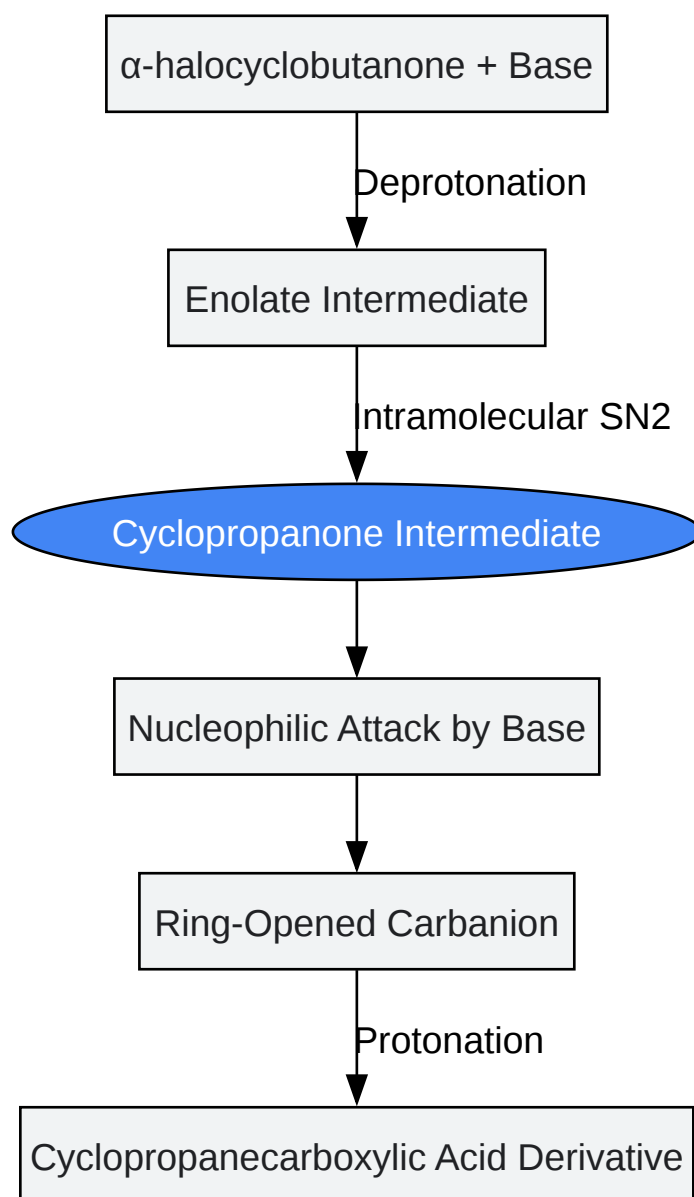 α-halocyclobutanone + Base
Deprotonation
Enolate Intermediate
Intramolecular SN2
Cyclopropanone Intermediate
Nucleophilic Attack by Base
Ring-Opened Carbanion
Protonation
Cyclopropanecarboxylic Acid Derivative